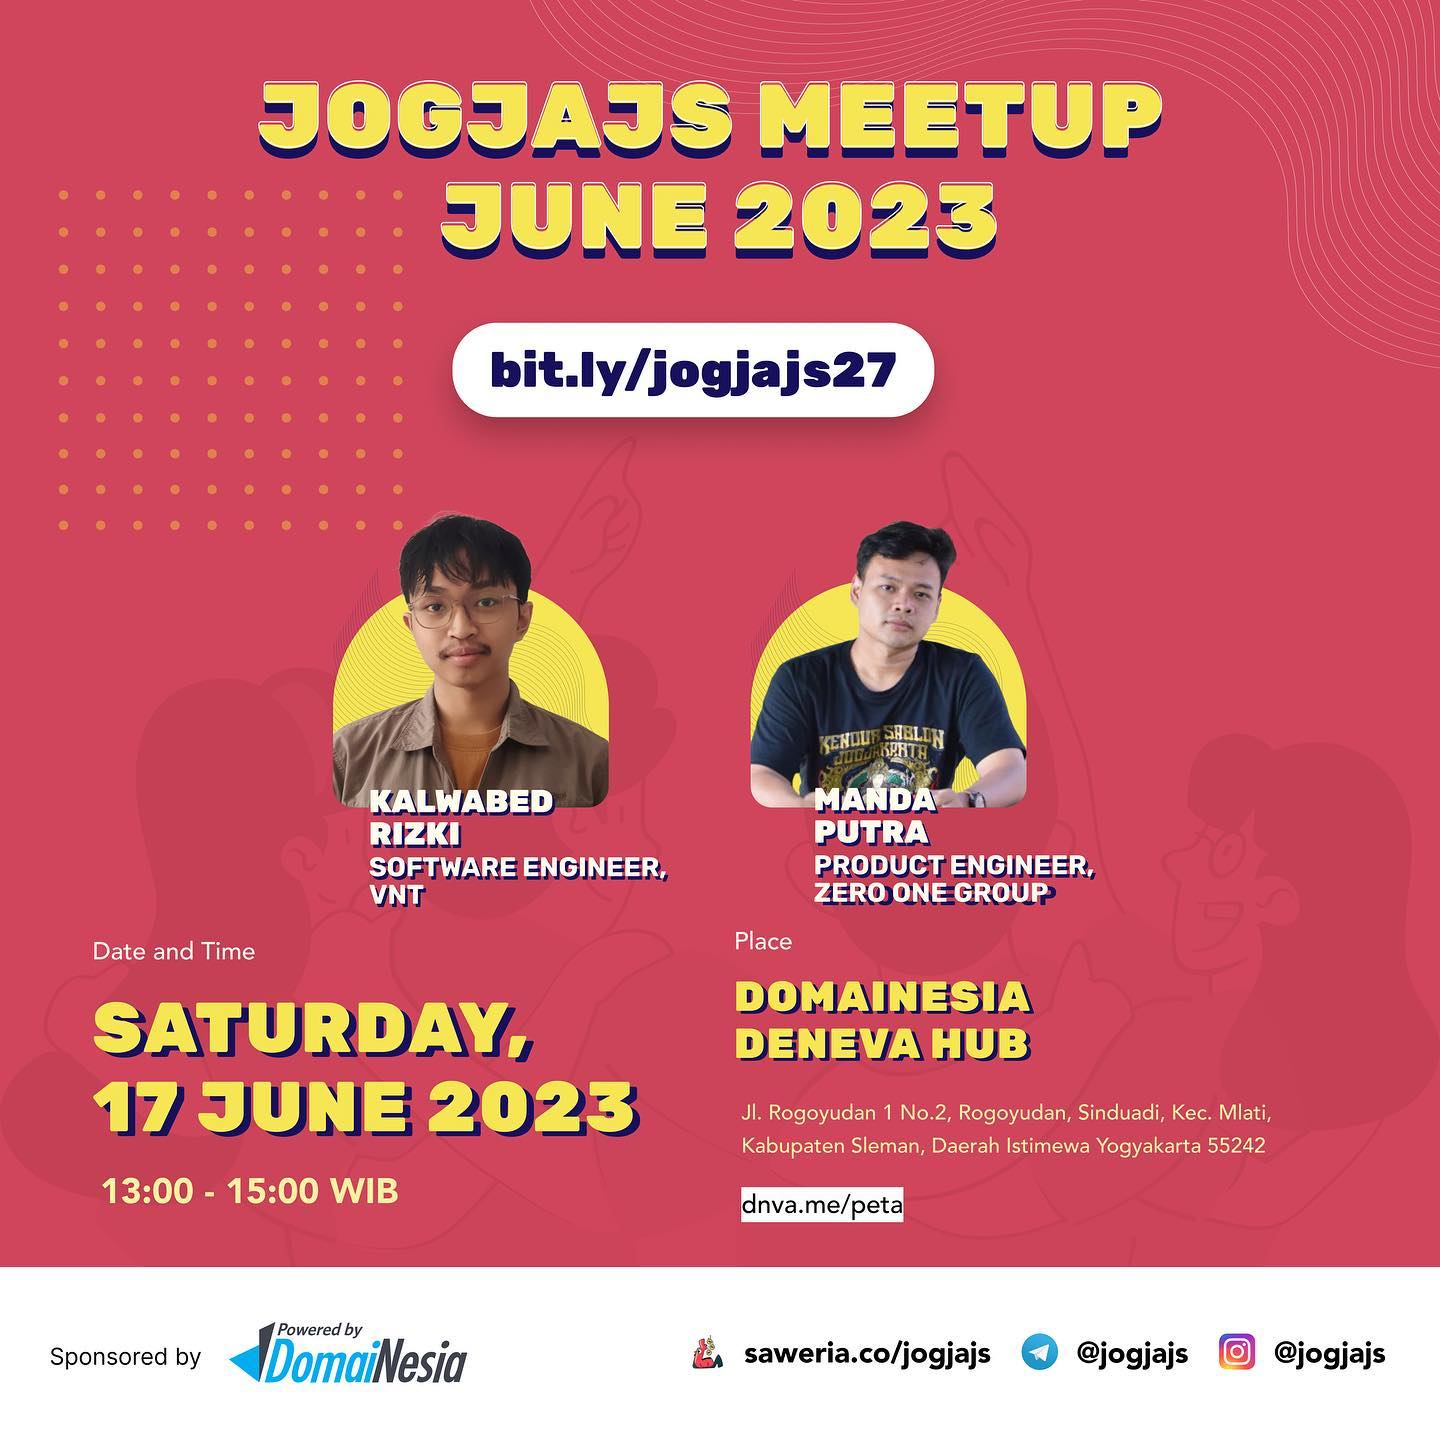 JOGJAJS MEETUP
JUNE 2023
bit.ly/jogjajs27
KENDUR SABLON
JOGJAKARTA
KALWABED
RIZKI
SOFTWARE ENGINEER,
VNT
MANDA
PUTRA
PRODUCT ENGINEER,
ZERO ONE GROUP
Date and Time
SATURDAY,
17 JUNE 2023
13:00 - 15:00 WIB
Place
DOMAINESIA
DENEVA HUB
Jl. Rogoyudan 1 No.2, Rogoyudan, Sinduadi, Kec. Mlati,
Kabupaten Sleman, Daerah Istimewa Yogyakarta 55242
dnva.me/peta
Sponsored by
Powered by
DomaiNesia
saweria.co/jogjajs
@jogjajs
@jogjajs